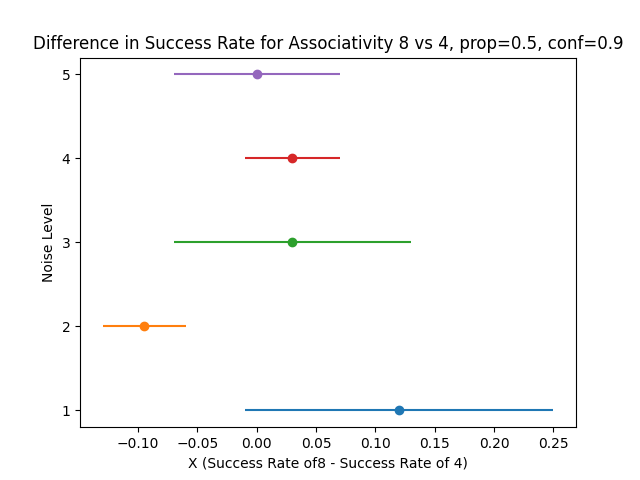 Difference in Success Rate for Associativity 8 vs 4, prop=0.5, conf=0.9
5
4
3
2
1
Noise Level
−0.10 −0.05 0.00 0.05 0.10 0.15 0.20 0.25
X (Success Rate of8 - Success Rate of 4)